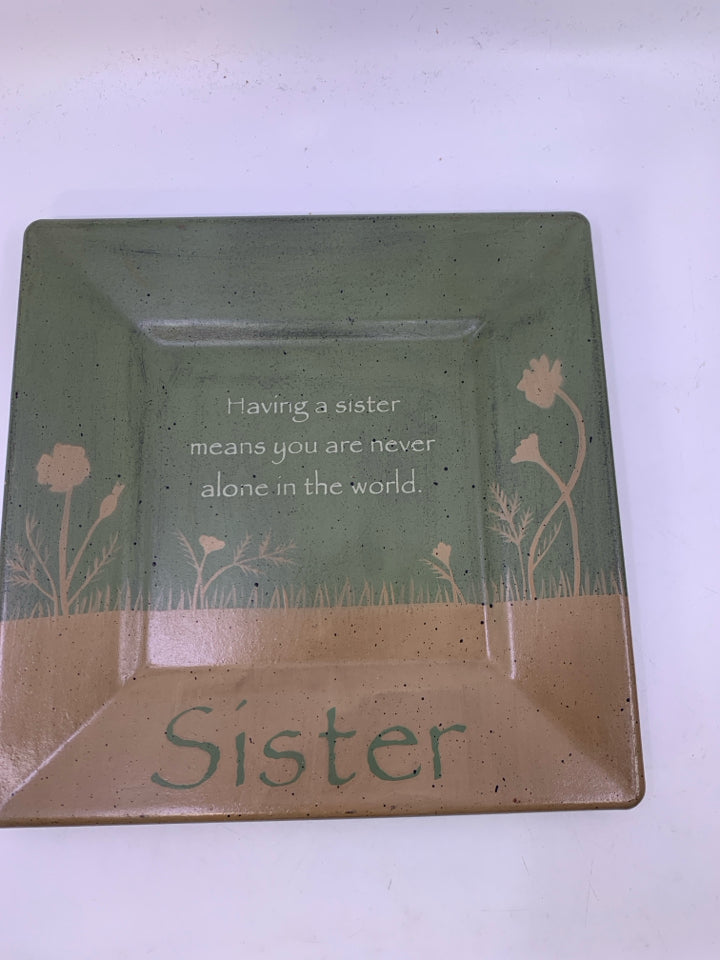 Having a sister
means you are never
alone in the world.
Sister